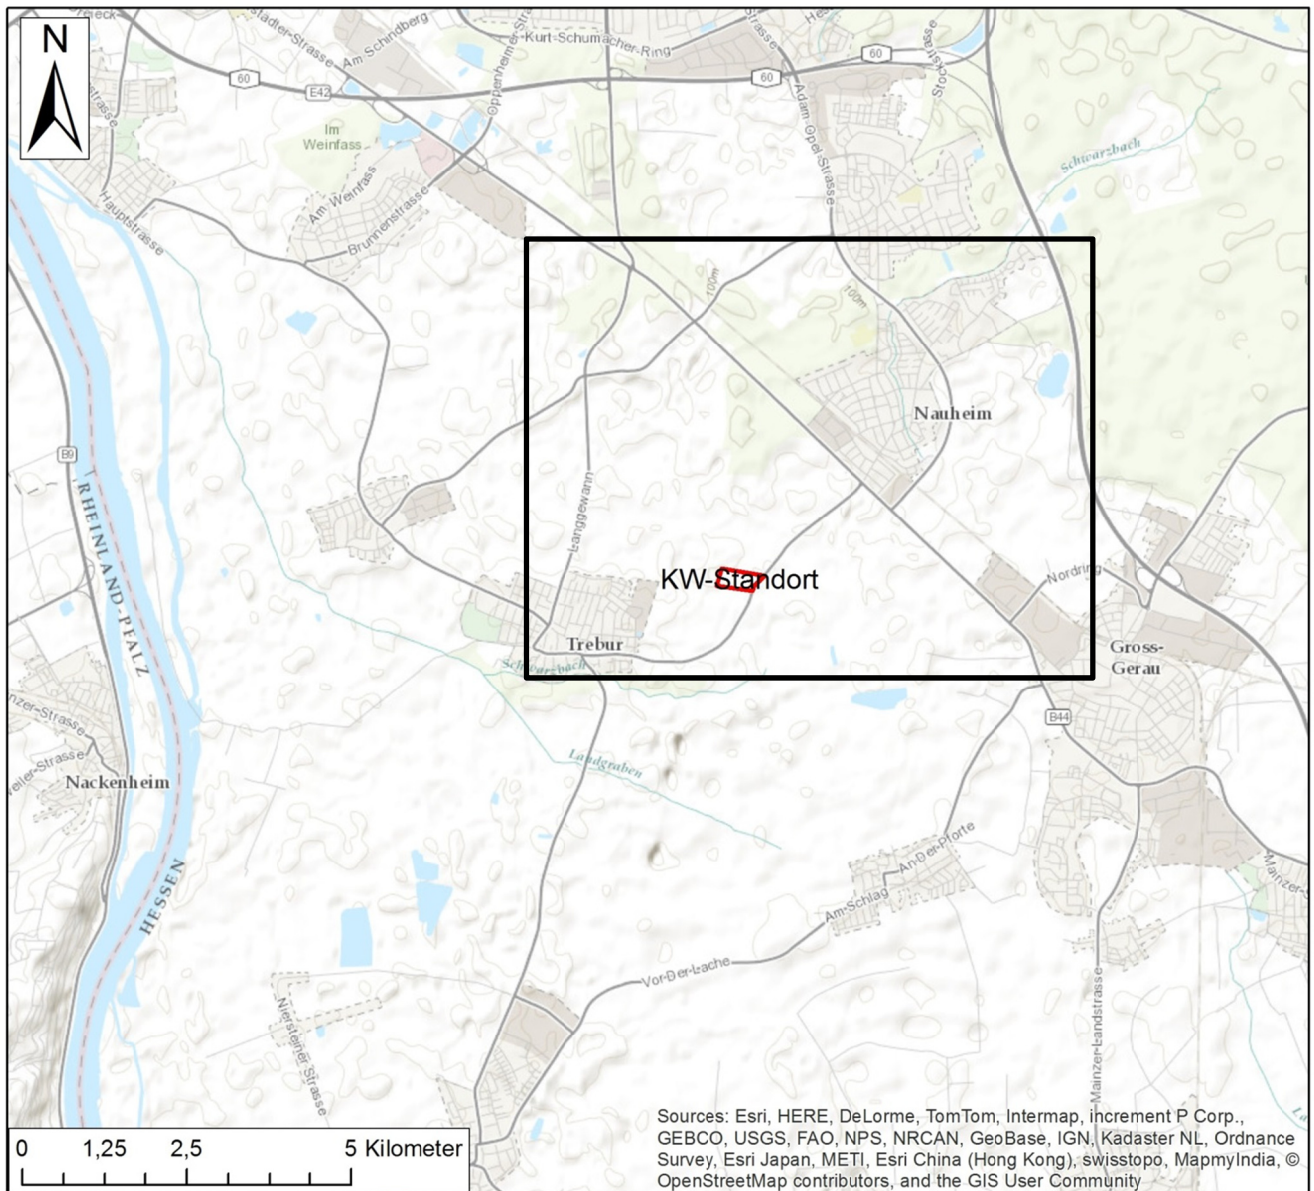 N
Am Schindberg
Kurt-Schumacher-Ring
60
60
60
E42
Adam-Opel-Strasse
Im
Weinfass
Schwarzbach
Am-Weinfass
Hauptstrasse
Brunnenstrasse
100m
100m
Nauheim
B9
RHEINLAND-PFALZ
Langgewann
KW-Standort
Nordring
Trebur
Gross-
Gerau
Schwarzbach
B44
Landgraben
Nackenheim
An-Der-Pforte
HESSEN
Am-Schlag
Vor-Der-Lache
Niersteiner-Strasse
Mainzer-Landstrasse
Sources: Esri, HERE, DeLorme, TomTom, Intermap, increment P Corp.,
GEBCO, USGS, FAO, NPS, NRCAN, GeoBase, IGN, Kadaster NL, Ordnance
Survey, Esri Japan, METI, Esri China (Hong Kong), swisstopo, MapmyIndia, ©
OpenStreetMap contributors, and the GIS User Community
0 1,25 2,5 5 Kilometer